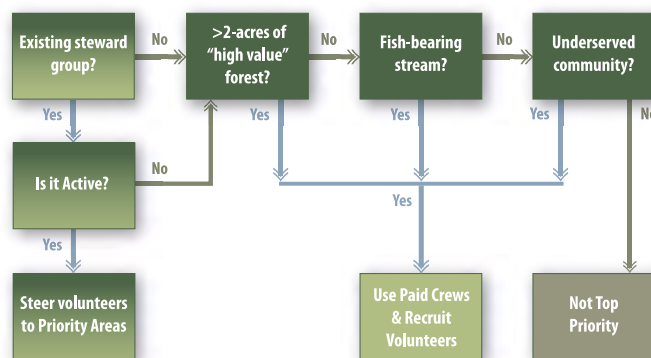 Existing steward
group?
No
>2-acres of
“high value”
forest?
No
Fish-bearing
stream?
No
Underserved
community?
Yes
Yes
Yes
Yes
No
Is it Active?
No
Yes
Yes
Steer volunteers
to Priority Areas
Use Paid Crews
& Recruit
Volunteers
Not Top
Priority